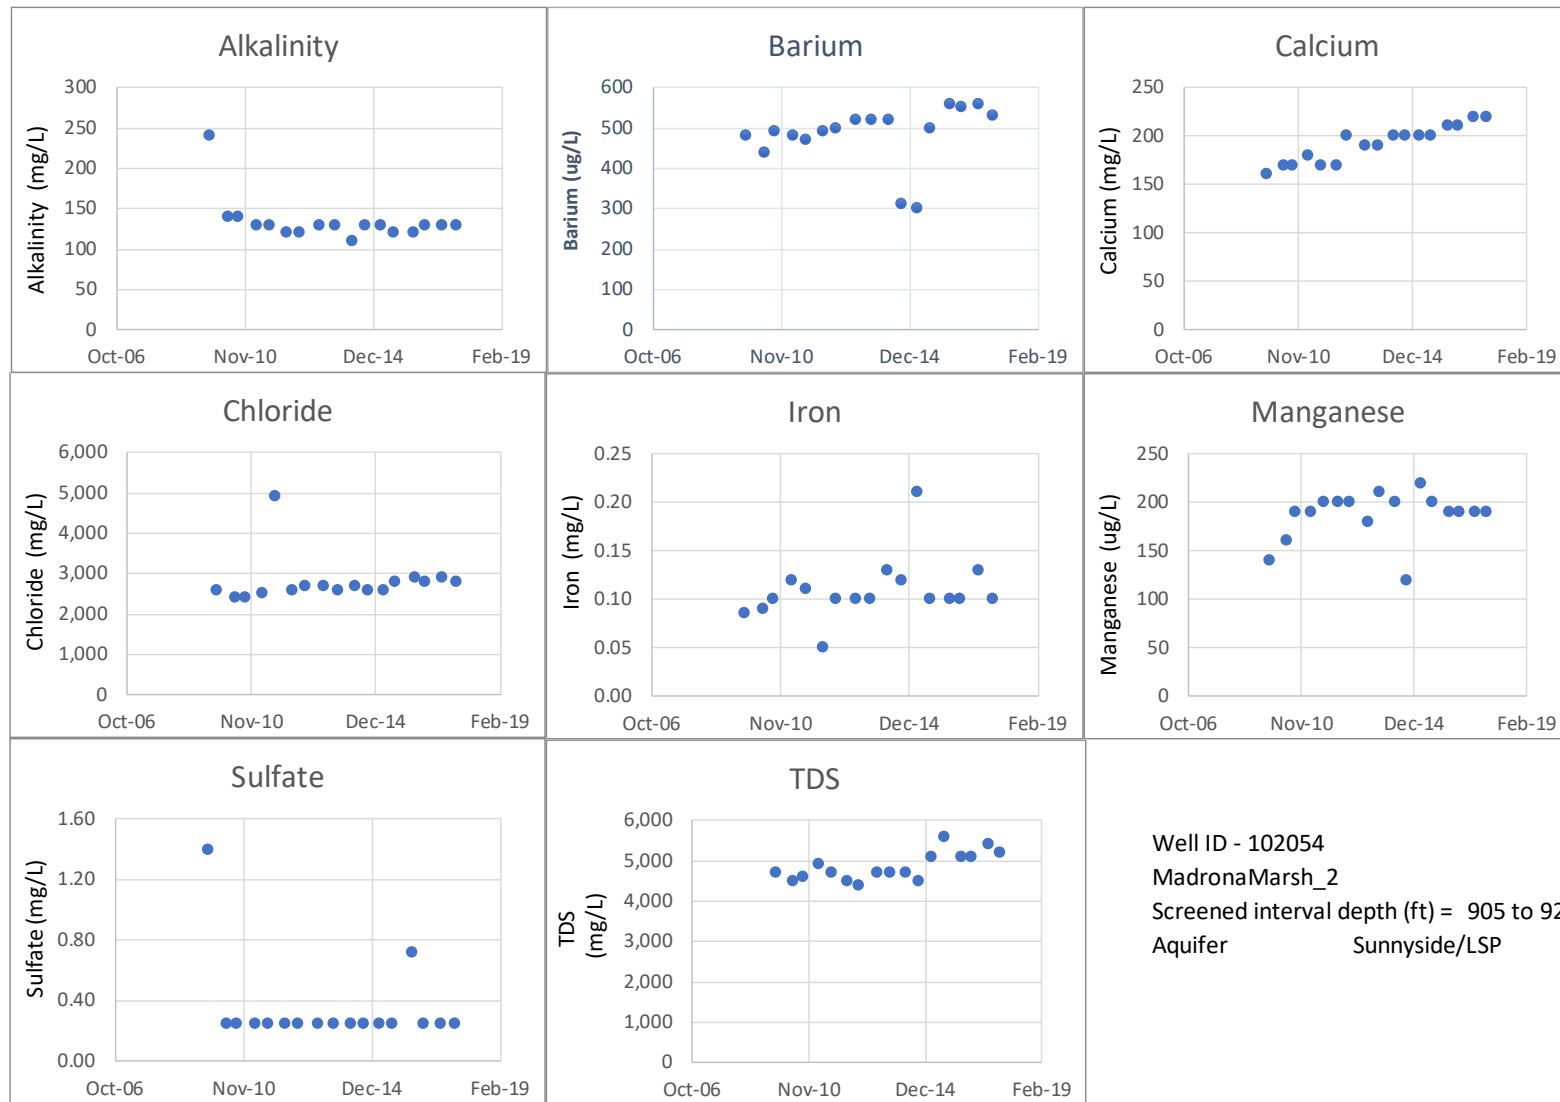 Alkalinity
Alkalinity (mg/L)
300
250
200
150
100
50
0
Oct-06 Nov-10 Dec-14 Feb-19
Barium
Barium (ug/L)
600
500
400
300
200
100
0
Oct-06 Nov-10 Dec-14 Feb-19
Calcium
Calcium (mg/L)
250
200
150
100
50
0
Oct-06 Nov-10 Dec-14 Feb-19
Chloride
Chloride (mg/L)
6,000
5,000
4,000
3,000
2,000
1,000
0
Oct-06 Nov-10 Dec-14 Feb-19
Iron
Iron (mg/L)
0.25
0.20
0.15
0.10
0.05
0.00
Oct-06 Nov-10 Dec-14 Feb-19
Manganese
Manganese (ug/L)
250
200
150
100
50
0
Oct-06 Nov-10 Dec-14 Feb-19
Sulfate
Sulfate (mg/L)
1.60
1.20
0.80
0.40
0.00
Oct-06 Nov-10 Dec-14 Feb-19
TDS
TDS
(mg/L)
6,000
5,000
4,000
3,000
2,000
1,000
0
Oct-06 Nov-10 Dec-14 Feb-19
Well ID - 102054
MadronaMarsh_2
Screened interval depth (ft) = 905 to 92
Aquifer Sunnyside/LSP